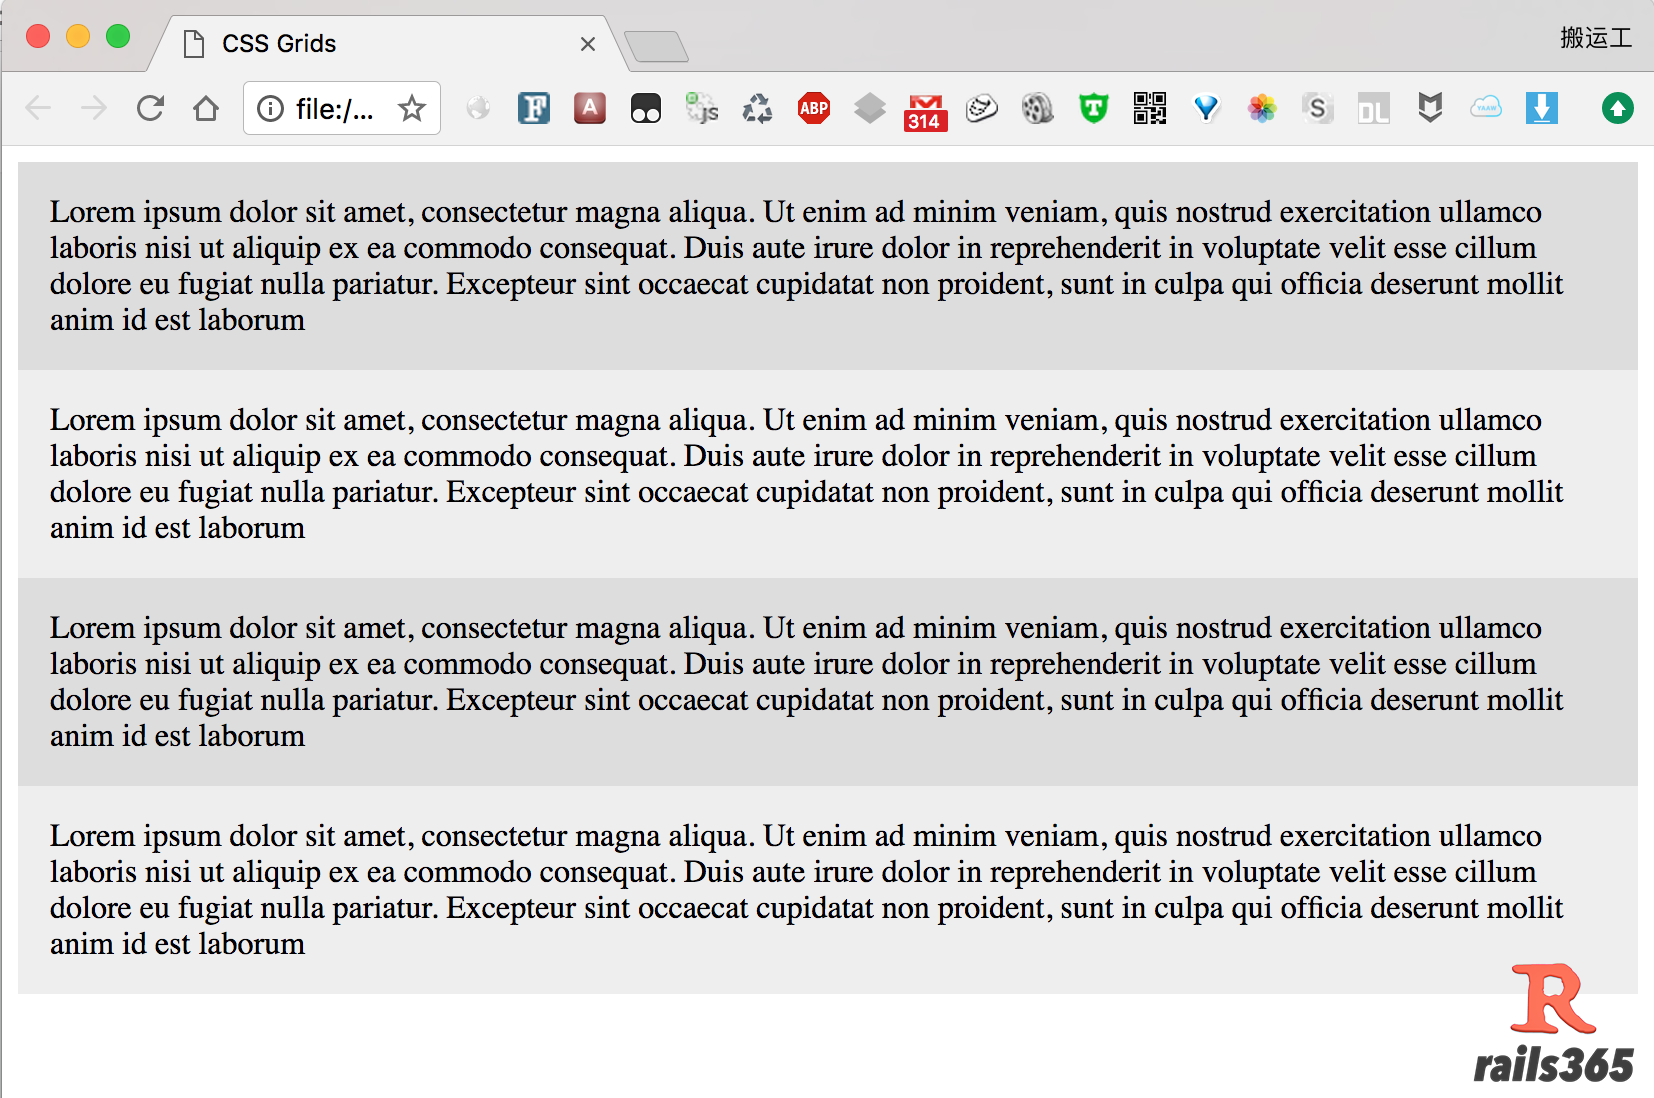 CSS Grids
搬运工
file:/...
F
A
js
ABP
314
T
S
YAAW
DL
Lorem ipsum dolor sit amet, consectetur magna aliqua. Ut enim ad minim veniam, quis nostrud exercitation ullamco
laboris nisi ut aliquip ex ea commodo consequat. Duis aute irure dolor in reprehenderit in voluptate velit esse cillum
dolore eu fugiat nulla pariatur. Excepteur sint occaecat cupidatat non proident, sunt in culpa qui officia deserunt mollit
anim id est laborum
Lorem ipsum dolor sit amet, consectetur magna aliqua. Ut enim ad minim veniam, quis nostrud exercitation ullamco
laboris nisi ut aliquip ex ea commodo consequat. Duis aute irure dolor in reprehenderit in voluptate velit esse cillum
dolore eu fugiat nulla pariatur. Excepteur sint occaecat cupidatat non proident, sunt in culpa qui officia deserunt mollit
anim id est laborum
Lorem ipsum dolor sit amet, consectetur magna aliqua. Ut enim ad minim veniam, quis nostrud exercitation ullamco
laboris nisi ut aliquip ex ea commodo consequat. Duis aute irure dolor in reprehenderit in voluptate velit esse cillum
dolore eu fugiat nulla pariatur. Excepteur sint occaecat cupidatat non proident, sunt in culpa qui officia deserunt mollit
anim id est laborum
Lorem ipsum dolor sit amet, consectetur magna aliqua. Ut enim ad minim veniam, quis nostrud exercitation ullamco
laboris nisi ut aliquip ex ea commodo consequat. Duis aute irure dolor in reprehenderit in voluptate velit esse cillum
dolore eu fugiat nulla pariatur. Excepteur sint occaecat cupidatat non proident, sunt in culpa qui officia deserunt mollit
anim id est laborum
R
rails365